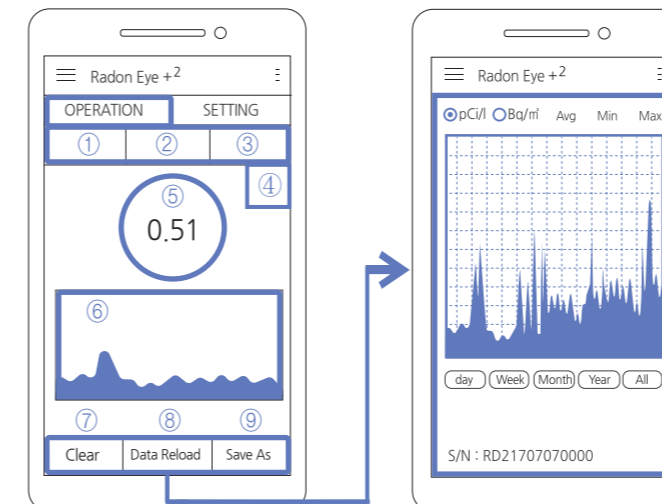 Radon Eye +2
OPERATION SETTING
① ② ③
④
⑤
0.51
⑥
⑦ ⑧ ⑨
Clear Data Reload Save As
Radon Eye +2
pCi/l Bq/㎥ Avg Min Max
day Week Month Year All
S/N : RD21707070000